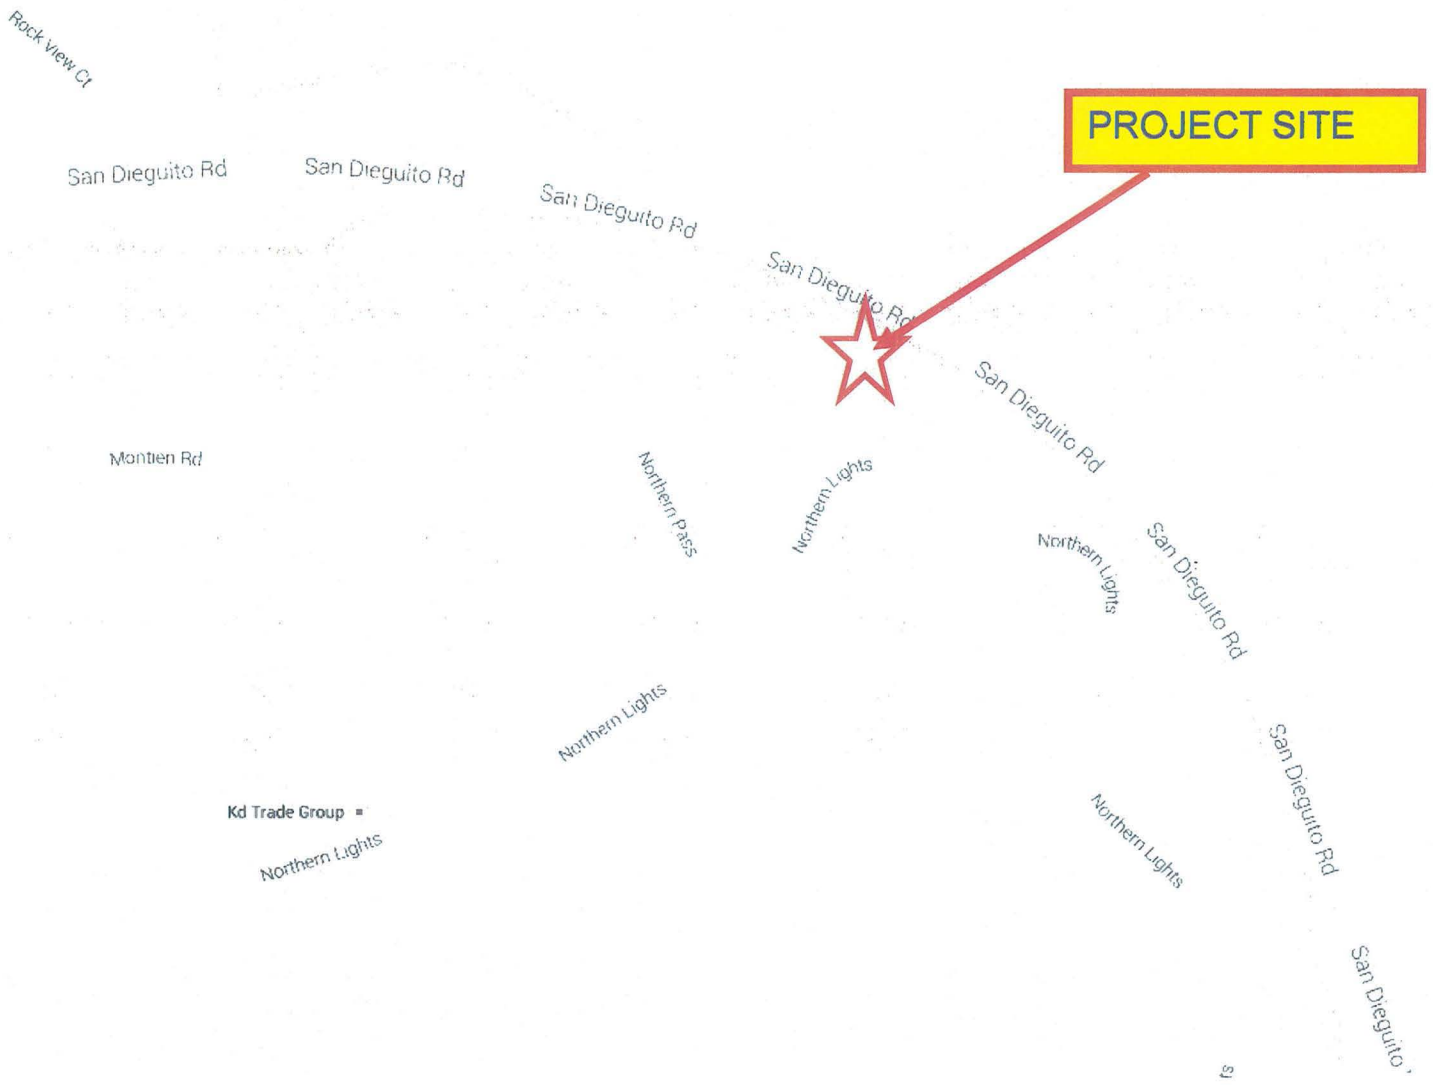 Rock View Ct
PROJECT SITE
San Dieguito Rd
San Dieguito Rd
San Dieguito Rd
San Dieguito Rd
San Dieguito Rd
Montien Rd
Northern Pass
Northern Lights
Northern Lights
San Dieguito Rd
Northern Lights
San Dieguito Rd
Kd Trade Group
Northern Lights
Northern Lights
San Dieguito